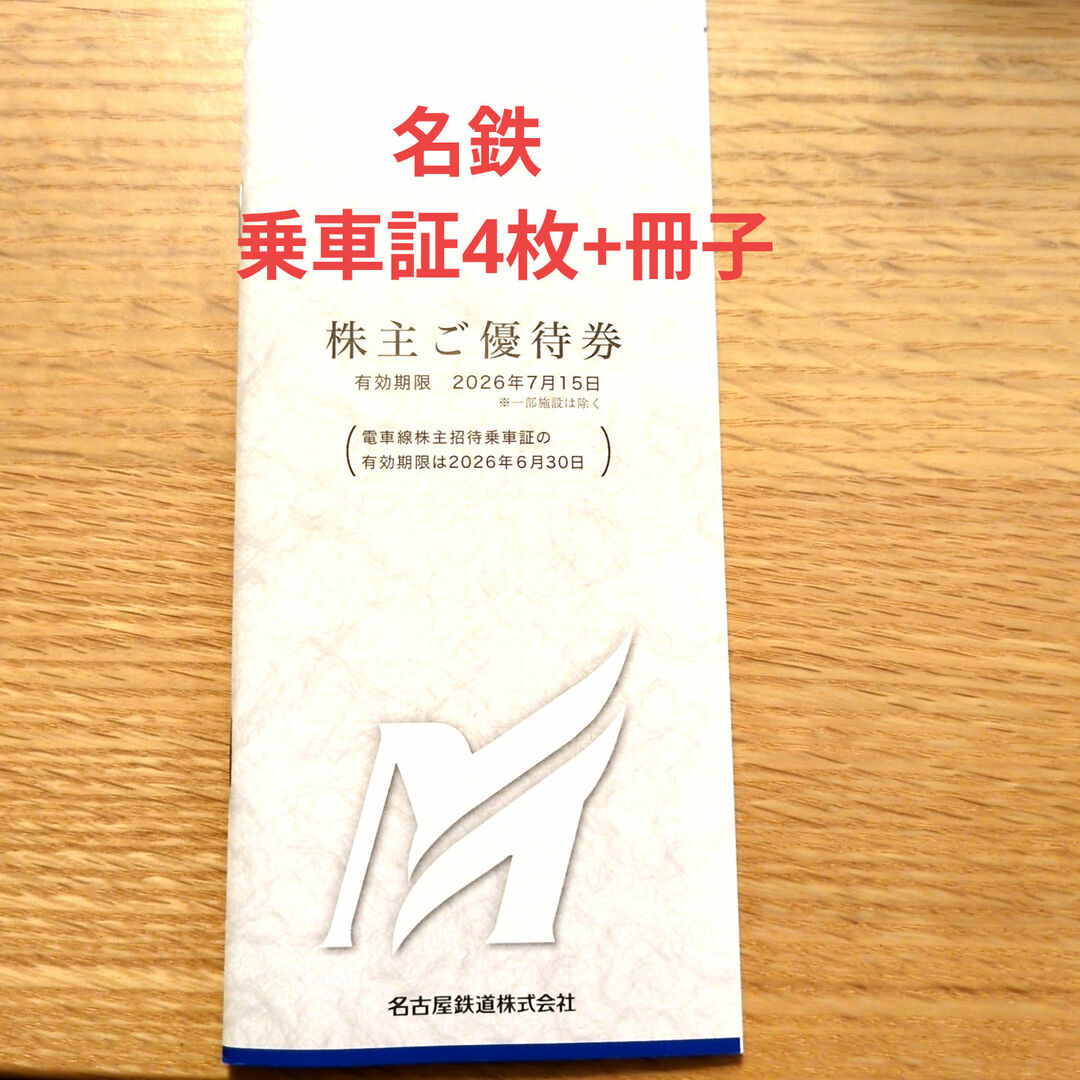 名鉄
乗車証4枚+冊子
株主ご優待券
有効期限　2026年7月15日
※一部施設は除く
(電車線株主招待乗車証の
有効期限は2026年6月30日)
名古屋鉄道株式会社